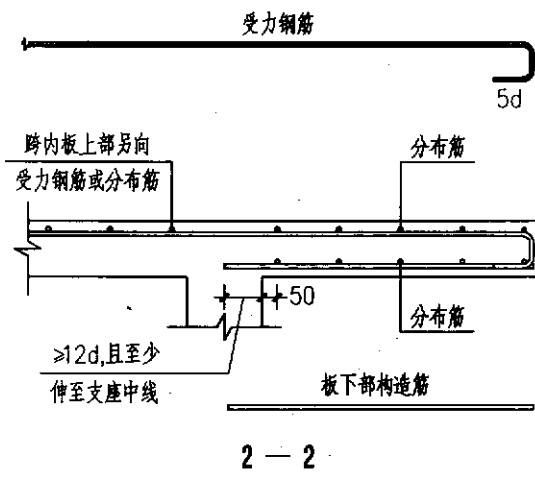 受力钢筋
5d
跨内板上部另向
受力钢筋或分布筋
分布筋
50
≥12d,且至少
伸至支座中线
分布筋
板下部构造筋
2 — 2